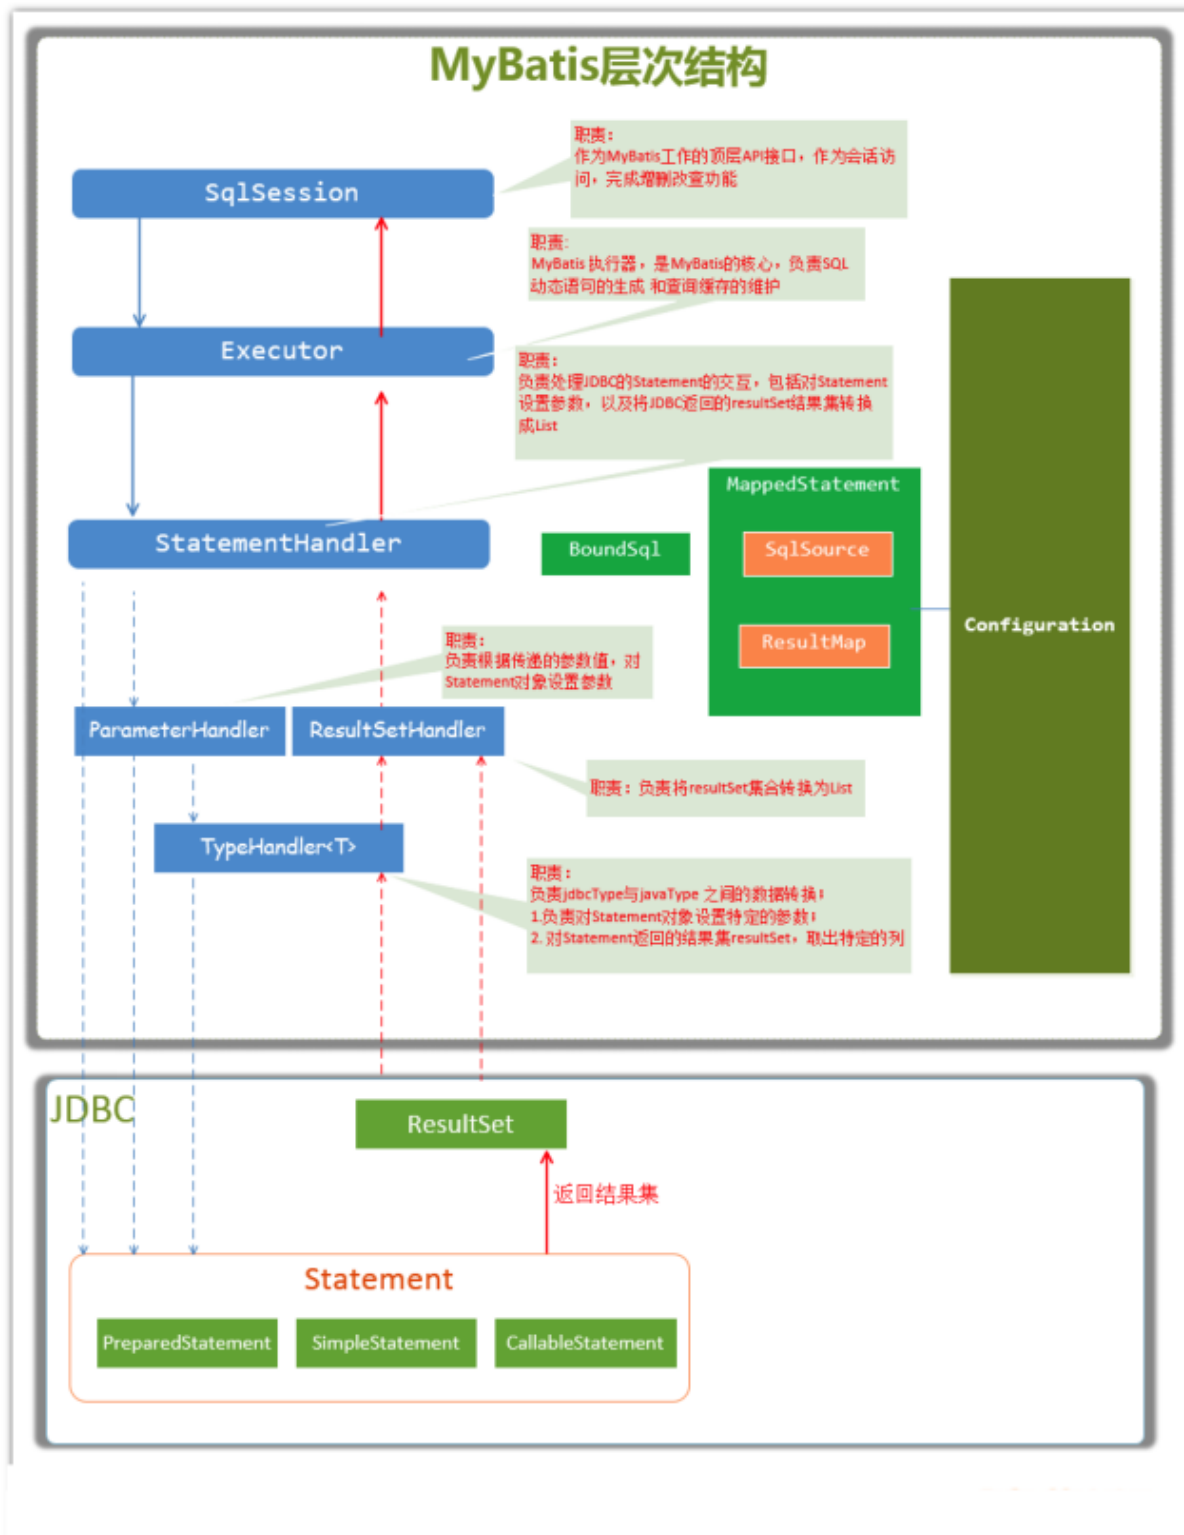 MyBatis层次结构
职责：
作为MyBatis工作的顶层API接口，作为会话访
问，完成增删改查功能
SqlSession
职责:
MyBatis 执行器，是MyBatis的核心，负责SQL
动态语句的生成 和查询缓存的维护
Executor
职责：
负责处理JDBC的Statement的交互，包括对Statement
设置参数，以及将JDBC返回的resultSet结果集转换
成List
StatementHandler
BoundSql
MappedStatement
SqlSource
ResultMap
Configuration
职责：
负责根据传递的参数值，对
Statement对象设置参数
ParameterHandler
ResultSetHandler
职责：负责将resultSet集合转换为List
TypeHandler<T>
职责：
负责jdbcType与javaType 之间的数据转换；
1.负责对Statement对象设置特定的参数；
2. 对Statement返回的结果集resultSet，取出特定的列
JDBC
ResultSet
返回结果集
Statement
PreparedStatement
SimpleStatement
CallableStatement